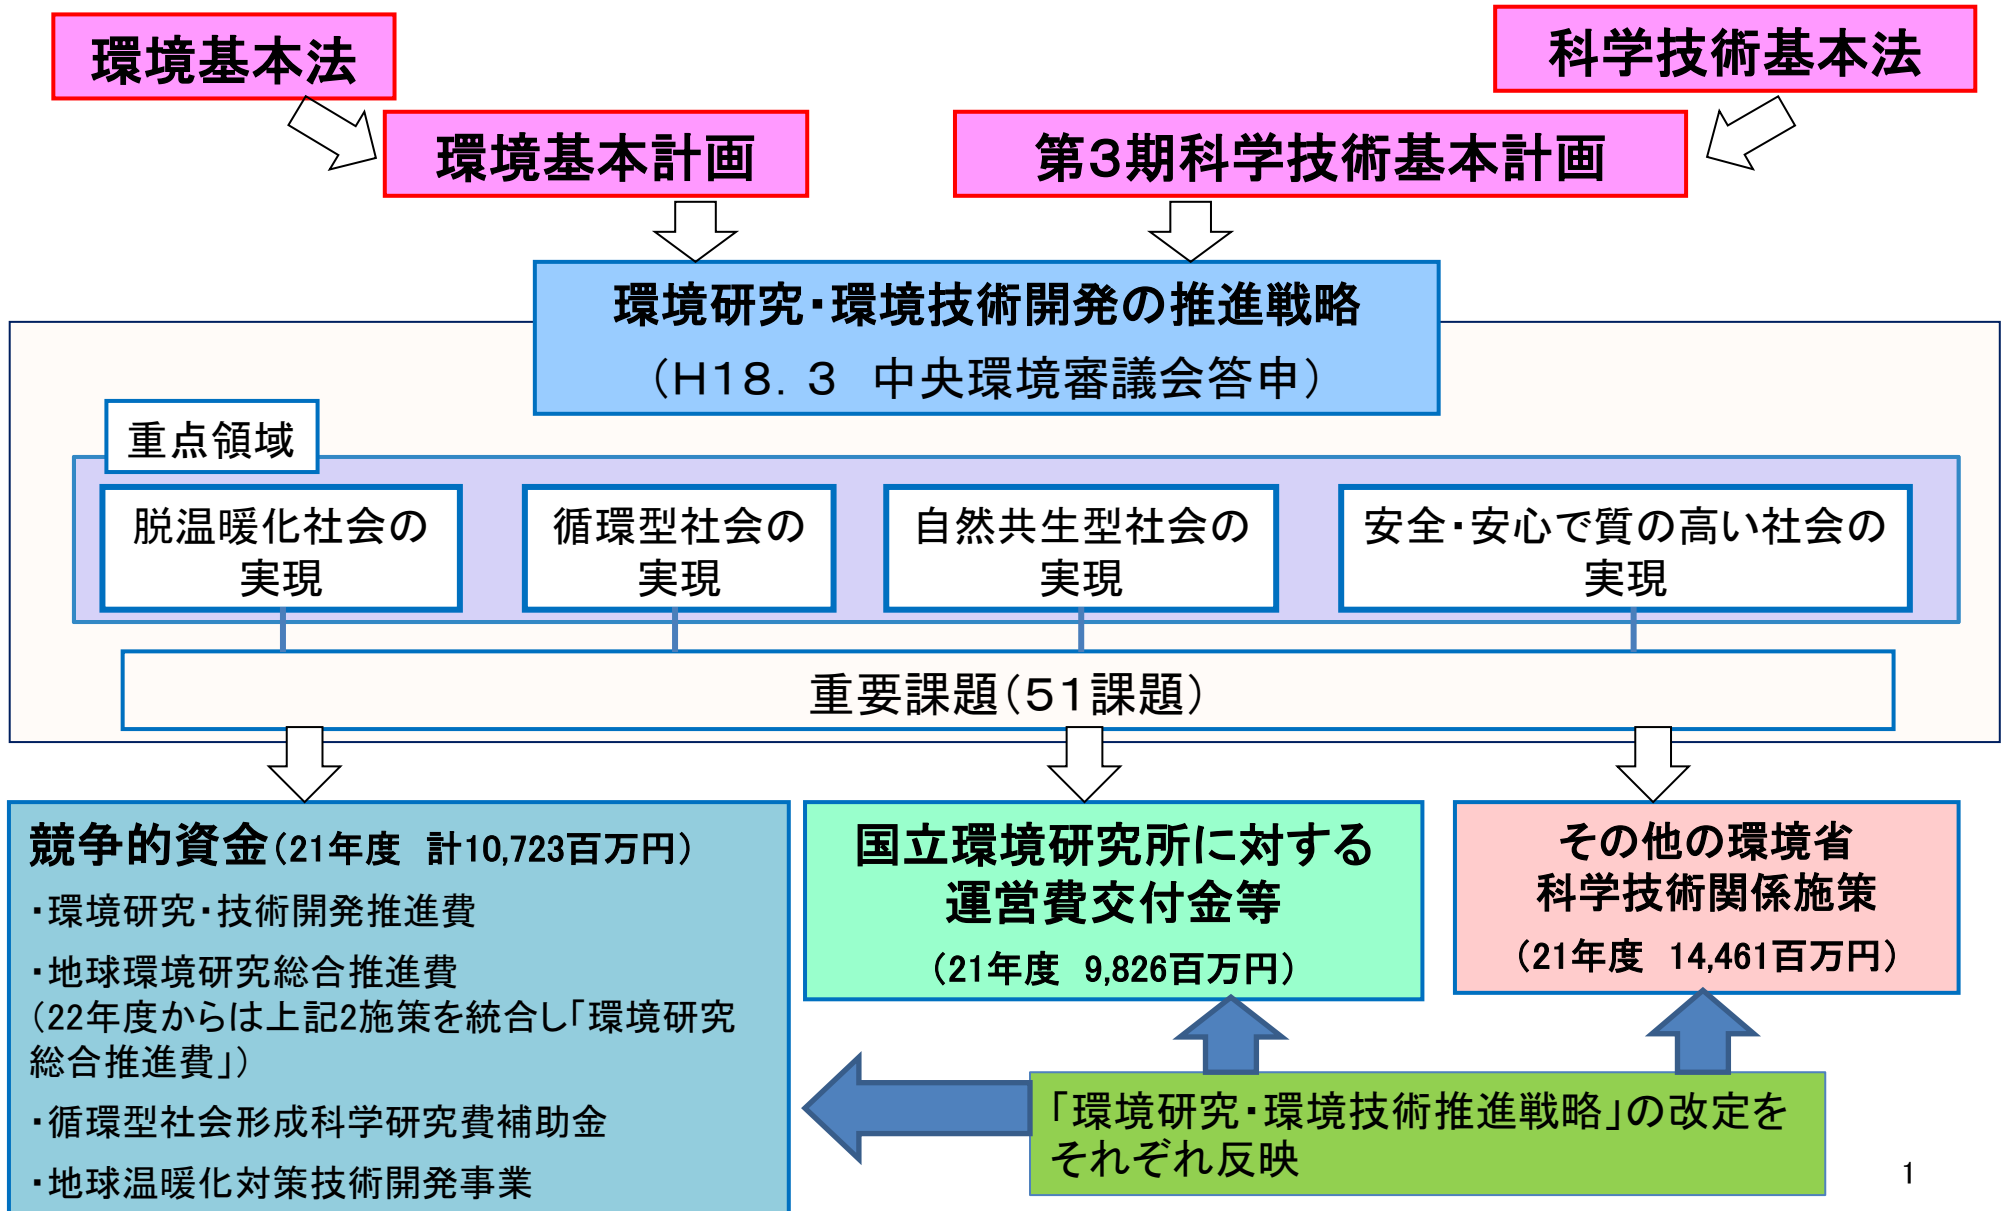 環境基本法
科学技術基本法
環境基本計画
第3期科学技術基本計画
環境研究・環境技術開発の推進戦略
（H18．3　中央環境審議会答申）
重点領域
脱温暖化社会の
実現
循環型社会の
実現
自然共生型社会の
実現
安全・安心で質の高い社会の
実現
重要課題（51課題）
競争的資金（21年度　計10,723百万円）
・環境研究・技術開発推進費
・地球環境研究総合推進費
（22年度からは上記2施策を統合し「環境研究
総合推進費」）
・循環型社会形成科学研究費補助金
・地球温暖化対策技術開発事業
国立環境研究所に対する
運営費交付金等
（21年度　9,826百万円）
その他の環境省
科学技術関係施策
（21年度　14,461百万円）
「環境研究・環境技術推進戦略」の改定を
それぞれ反映
1